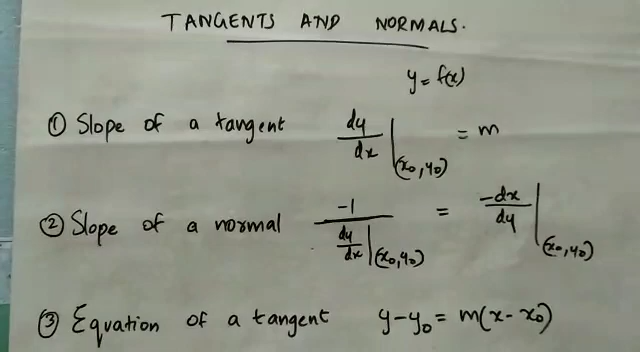 TANGENTS AND NORMALS.
y = f(x)
① Slope of a tangent dy/dx|(x₀,y₀) = m
② Slope of a normal -1/(dy/dx|(x₀,y₀)) = -dx/dy|(x₀,y₀)
③ Equation of a tangent y-y₀ = m(x-x₀)